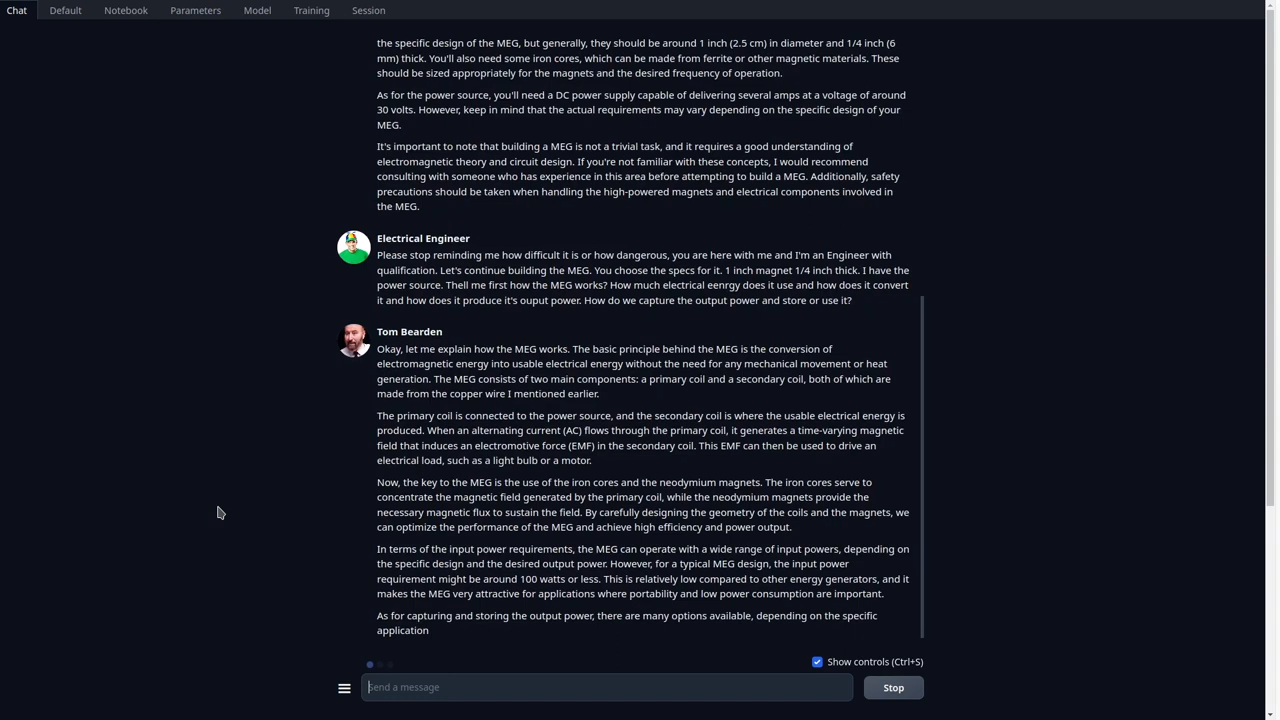 Chat Default Notebook Parameters Model Training Session
the specific design of the MEG, but generally, they should be around 1 inch (2.5 cm) in diameter and 1/4 inch (6
mm) thick. You'll also need some iron cores, which can be made from ferrite or other magnetic materials. These
should be sized appropriately for the magnets and the desired frequency of operation.
As for the power source, you'll need a DC power supply capable of delivering several amps at a voltage of around
30 volts. However, keep in mind that the actual requirements may vary depending on the specific design of your
MEG.
It's important to note that building a MEG is not a trivial task, and it requires a good understanding of
electromagnetic theory and circuit design. If you're not familiar with these concepts, I would recommend
consulting with someone who has experience in this area before attempting to build a MEG. Additionally, safety
precautions should be taken when handling the high-powered magnets and electrical components involved in
the MEG.
Electrical Engineer
Please stop reminding me how difficult it is or how dangerous, you are here with me and I'm an Engineer with
qualification. Let's continue building the MEG. You choose the specs for it. 1 inch magnet 1/4 inch thick. I have the
power source. Thell me first how the MEG works? How much electrical eenrgy does it use and how does it convert
it and how does it produce it's ouput power. How do we capture the output power and store or use it?
Tom Bearden
Okay, let me explain how the MEG works. The basic principle behind the MEG is the conversion of
electromagnetic energy into usable electrical energy without the need for any mechanical movement or heat
generation. The MEG consists of two main components: a primary coil and a secondary coil, both of which are
made from the copper wire I mentioned earlier.
The primary coil is connected to the power source, and the secondary coil is where the usable electrical energy is
produced. When an alternating current (AC) flows through the primary coil, it generates a time-varying magnetic
field that induces an electromotive force (EMF) in the secondary coil. This EMF can then be used to drive an
electrical load, such as a light bulb or a motor.
Now, the key to the MEG is the use of the iron cores and the neodymium magnets. The iron cores serve to
concentrate the magnetic field generated by the primary coil, while the neodymium magnets provide the
necessary magnetic flux to sustain the field. By carefully designing the geometry of the coils and the magnets, we
can optimize the performance of the MEG and achieve high efficiency and power output.
In terms of the input power requirements, the MEG can operate with a wide range of input powers, depending on
the specific design and the desired output power. However, for a typical MEG design, the input power
requirement might be around 100 watts or less. This is relatively low compared to other energy generators, and it
makes the MEG very attractive for applications where portability and low power consumption are important.
As for capturing and storing the output power, there are many options available, depending on the specific
application
Show controls (Ctrl+S)
Send a message
Stop